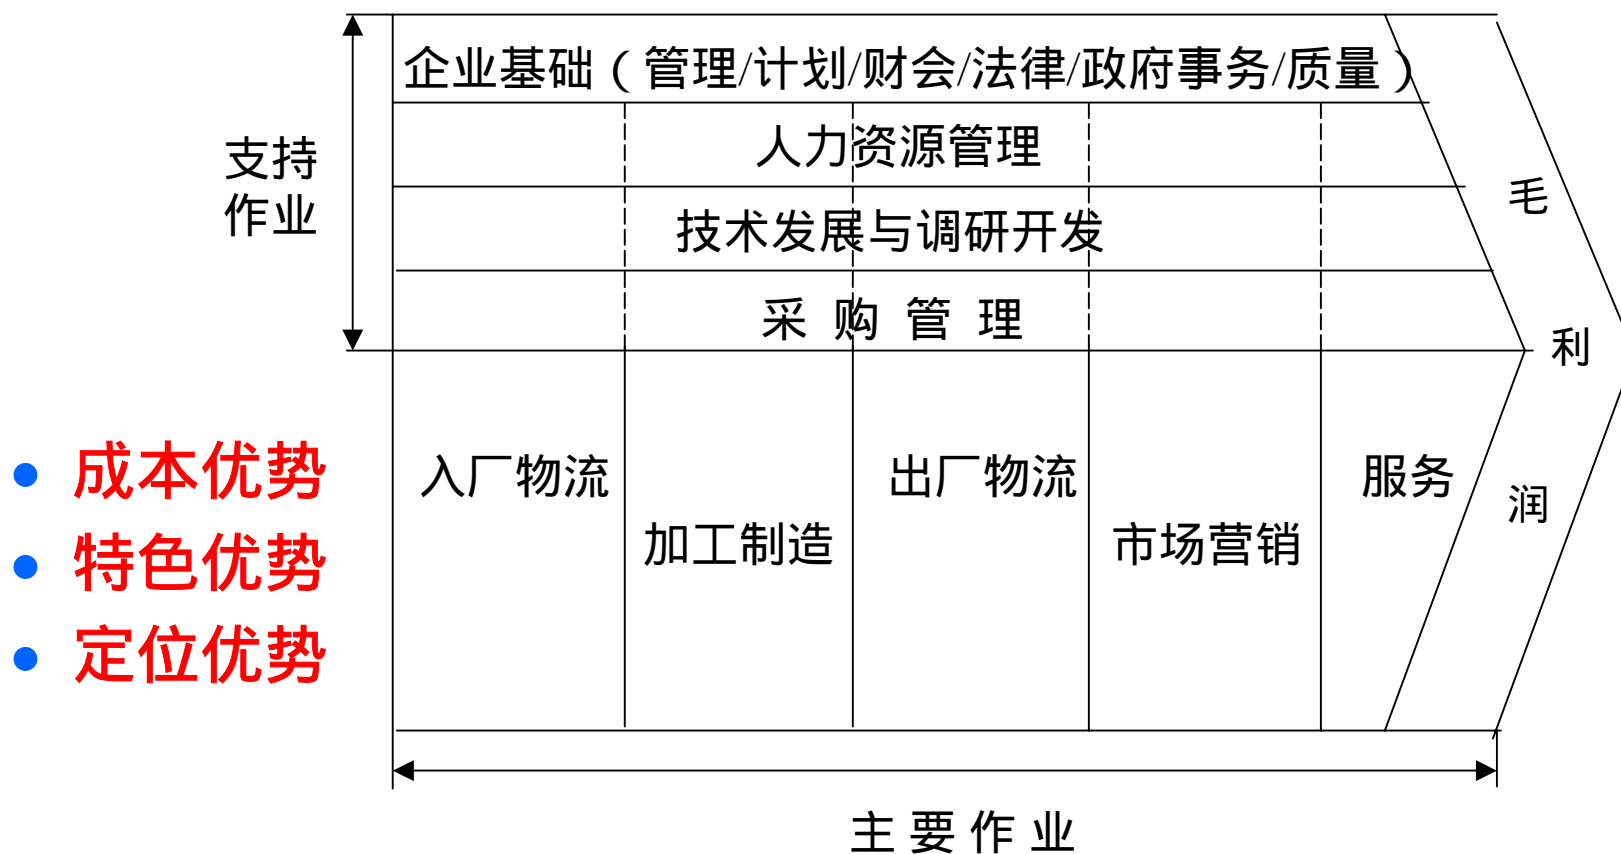 企业基础（管理/计划/财会/法律/政府事务/质量）
人力资源管理
技术发展与调研开发
采购管理
支持
作业
毛
利
润
成本优势
特色优势
定位优势
入厂物流
加工制造
出厂物流
市场营销
服务
主要作业